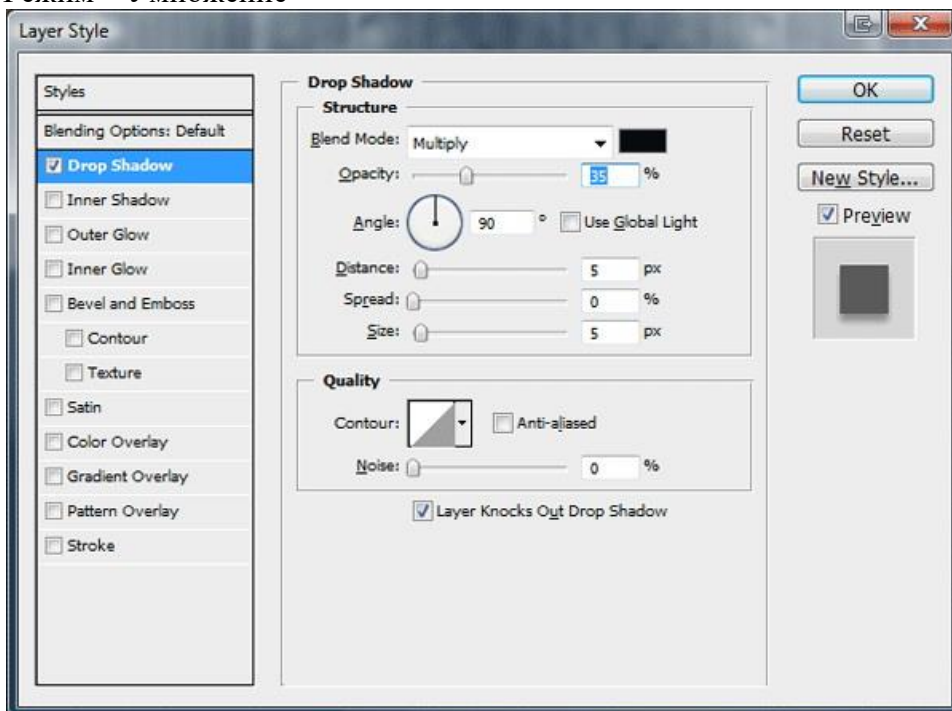 Режим – Умножение
Layer Style
Styles
Blending Options: Default
Drop Shadow
Inner Shadow
Outer Glow
Inner Glow
Bevel and Emboss
Contour
Texture
Satin
Color Overlay
Gradient Overlay
Pattern Overlay
Stroke
Drop Shadow
Structure
Blend Mode: Multiply
Opacity: 35 %
Angle: 90 ° Use Global Light
Distance: 5 px
Spread: 0 %
Size: 5 px
Quality
Contour: Anti-aliased
Noise: 0 %
Layer Knocks Out Drop Shadow
OK
Reset
New Style...
Preview